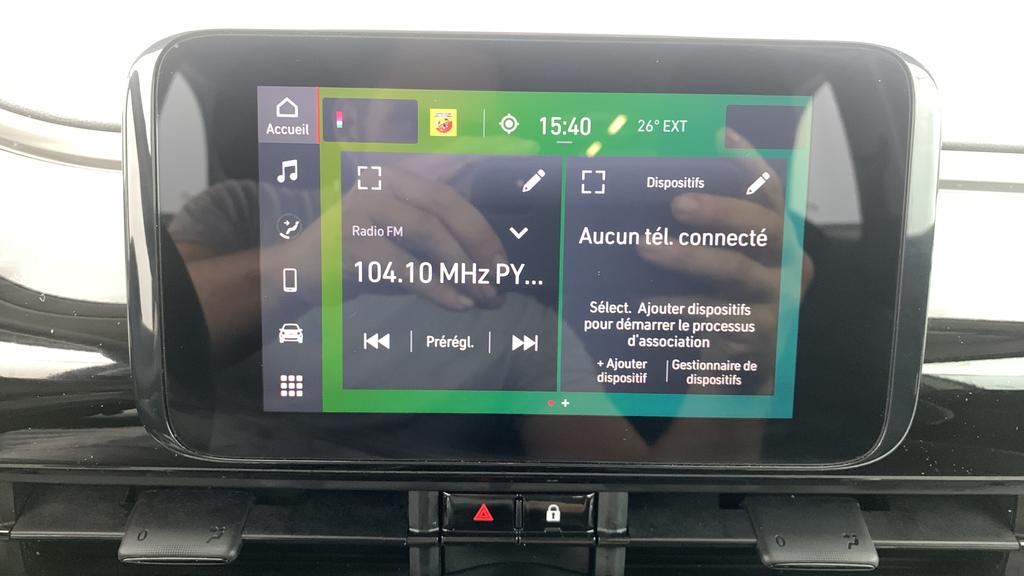 Accueil
15:40
26° EXT
Radio FM
104.10 MHz PY...
Prérégl.
Dispositifs
Aucun tél. connecté
Sélect. Ajouter dispositifs
pour démarrer le processus
d'association
+ Ajouter
dispositif
Gestionnaire de
dispositifs
0